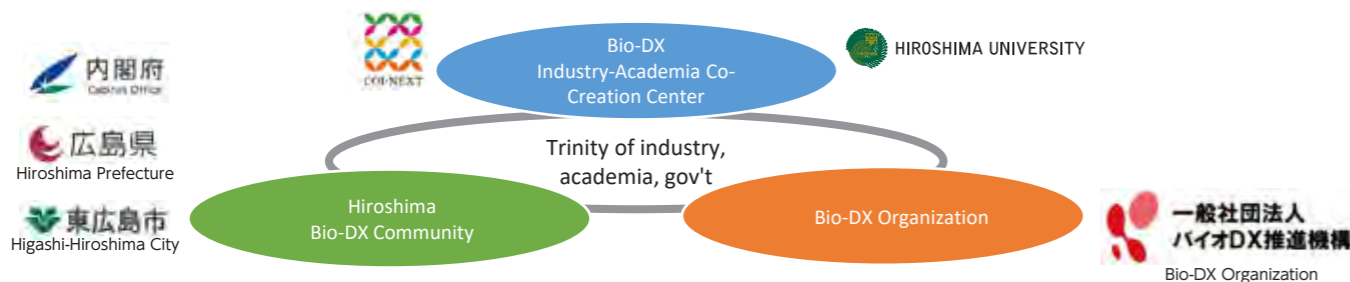 COI-NEXT
Bio-DX
Industry-Academia Co-
Creation Center
HIROSHIMA UNIVERSITY
内閣府
Cabinet Office
広島県
Hiroshima Prefecture
東広島市
Higashi-Hiroshima City
Trinity of industry,
academia, gov't
Hiroshima
Bio-DX Community
Bio-DX Organization
一般社団法人
バイオDX推進機構
Bio-DX Organization